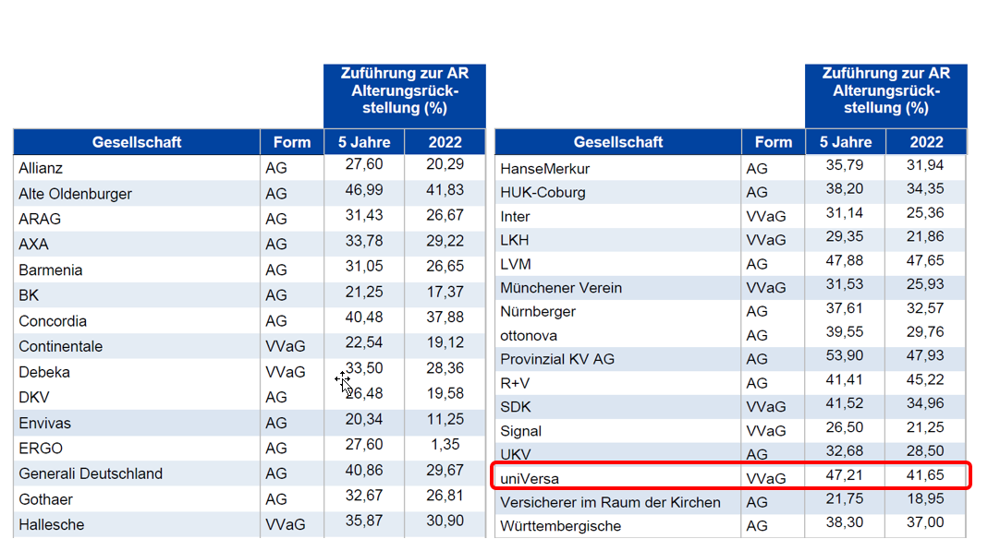 Zuführung zur AR
Alterungsrück-
stellung (%)
Gesellschaft Form 5 Jahre 2022
Allianz AG 27,60 20,29
Alte Oldenburger AG 46,99 41,83
ARAG AG 31,43 26,67
AXA AG 33,78 29,22
Barmenia AG 31,05 26,65
BK AG 21,25 17,37
Concordia AG 40,48 37,88
Continentale VVaG 22,54 19,12
Debeka VVaG 33,50 28,36
DKV AG 26,48 19,58
Envivas AG 20,34 11,25
ERGO AG 27,60 1,35
Generali Deutschland AG 40,86 29,67
Gothaer AG 32,67 26,81
Hallesche VVaG 35,87 30,90
Zuführung zur AR
Alterungsrück-
stellung (%)
Gesellschaft Form 5 Jahre 2022
HanseMerkur AG 35,79 31,94
HUK-Coburg AG 38,20 34,35
Inter VVaG 31,14 25,36
LKH VVaG 29,35 21,86
LVM AG 47,88 47,65
Münchener Verein VVaG 31,53 25,93
Nürnberger AG 37,61 32,57
ottonova AG 39,55 29,76
Provinzial KV AG AG 53,90 47,93
R+V AG 41,41 45,22
SDK VVaG 41,52 34,96
Signal VVaG 26,50 21,25
UKV AG 32,68 28,50
uniVersa VVaG 47,21 41,65
Versicherer im Raum der Kirchen AG 21,75 18,95
Württembergische AG 38,30 37,00